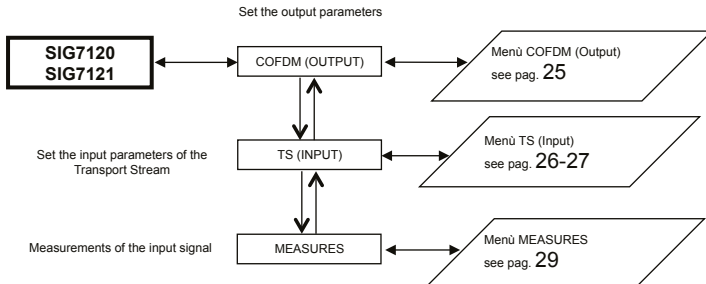 Set the output parameters
SIG7120
SIG7121
COFDM (OUTPUT)
Menù COFDM (Output)
see pag. 25
Set the input parameters of the
Transport Stream
TS (INPUT)
Menù TS (Input)
see pag. 26-27
Measurements of the input signal
MEASURES
Menù MEASURES
see pag. 29